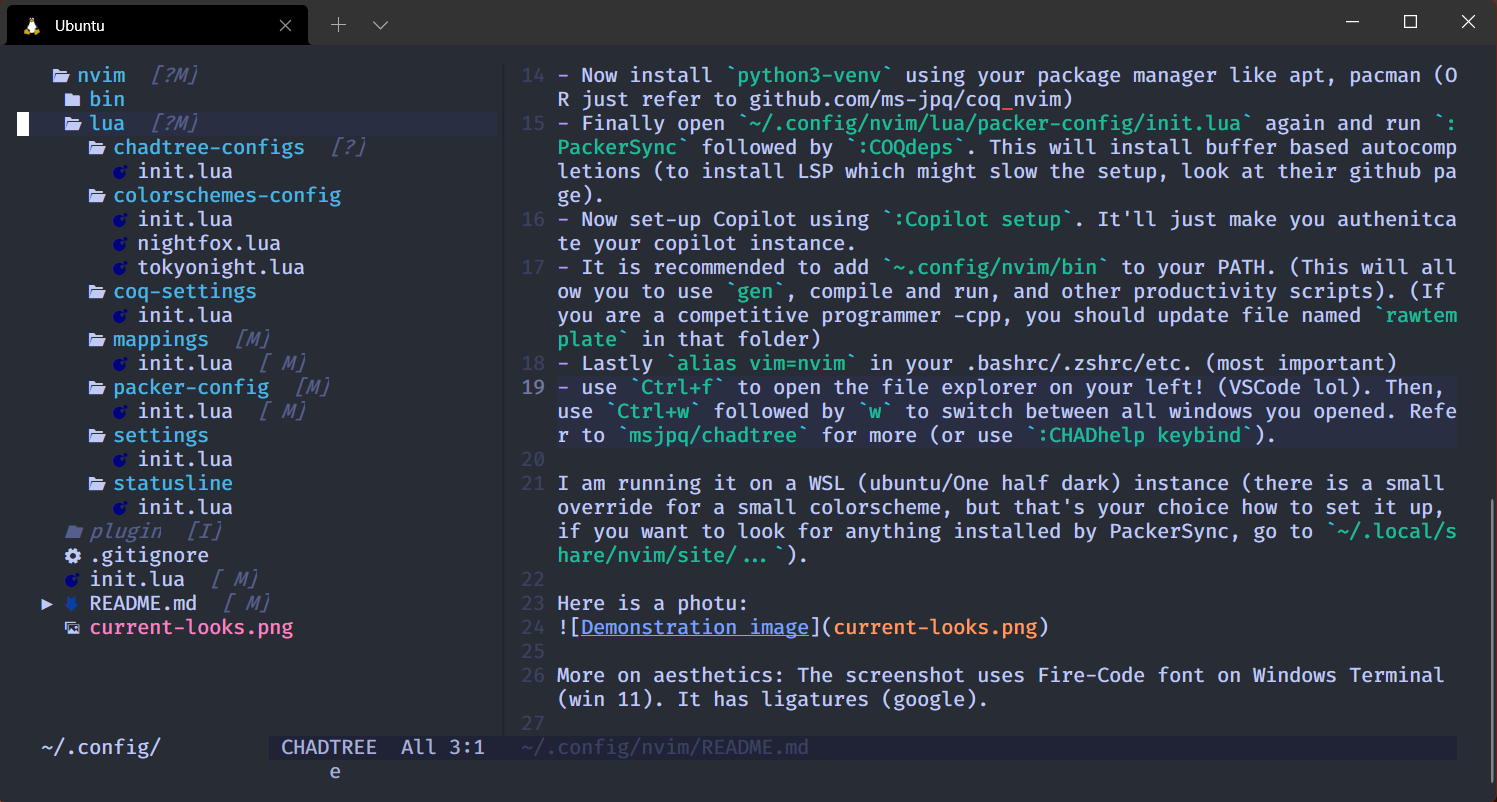 Ubuntu
nvim [?M]
bin
lua [?M]
chadtree-configs [?]
init.lua
colorschemes-config
init.lua
nightfox.lua
tokyonight.lua
coq-settings
init.lua
mappings [M]
init.lua [ M]
packer-config [M]
init.lua [ M]
settings
init.lua
statusline
init.lua
plugin [I]
.gitignore
init.lua [ M]
README.md [ M]
current-looks.png
~/.config/ CHADTREE All 3:1
14 - Now install `python3-venv` using your package manager like apt, pacman (O
R just refer to github.com/ms-jpq/coq_nvim)
15 - Finally open `~/.config/nvim/lua/packer-config/init.lua` again and run `:
PackerSync` followed by `:COQdeps`. This will install buffer based autocomp
letions (to install LSP which might slow the setup, look at their github pa
ge).
16 - Now set-up Copilot using `:Copilot setup`. It'll just make you authenitca
te your copilot instance.
17 - It is recommended to add `~.config/nvim/bin` to your PATH. (This will all
ow you to use `gen`, compile and run, and other productivity scripts). (If
you are a competitive programmer -cpp, you should update file named `rawtem
plate` in that folder)
18 - Lastly `alias vim=nvim` in your .bashrc/.zshrc/etc. (most important)
19 - use `Ctrl+f` to open the file explorer on your left! (VSCode lol). Then,
use `Ctrl+w` followed by `w` to switch between all windows you opened. Refe
r to `msjpq/chadtree` for more (or use `:CHADhelp keybind`).
20
21 I am running it on a WSL (ubuntu/One half dark) instance (there is a small
override for a small colorscheme, but that's your choice how to set it up,
if you want to look for anything installed by PackerSync, go to `~/.local/s
hare/nvim/site/...`).
22
23 Here is a photu:
24 ![Demonstration image](current-looks.png)
25
26 More on aesthetics: The screenshot uses Fire-Code font on Windows Terminal
(win 11). It has ligatures (google).
27
~/.config/nvim/README.md
e